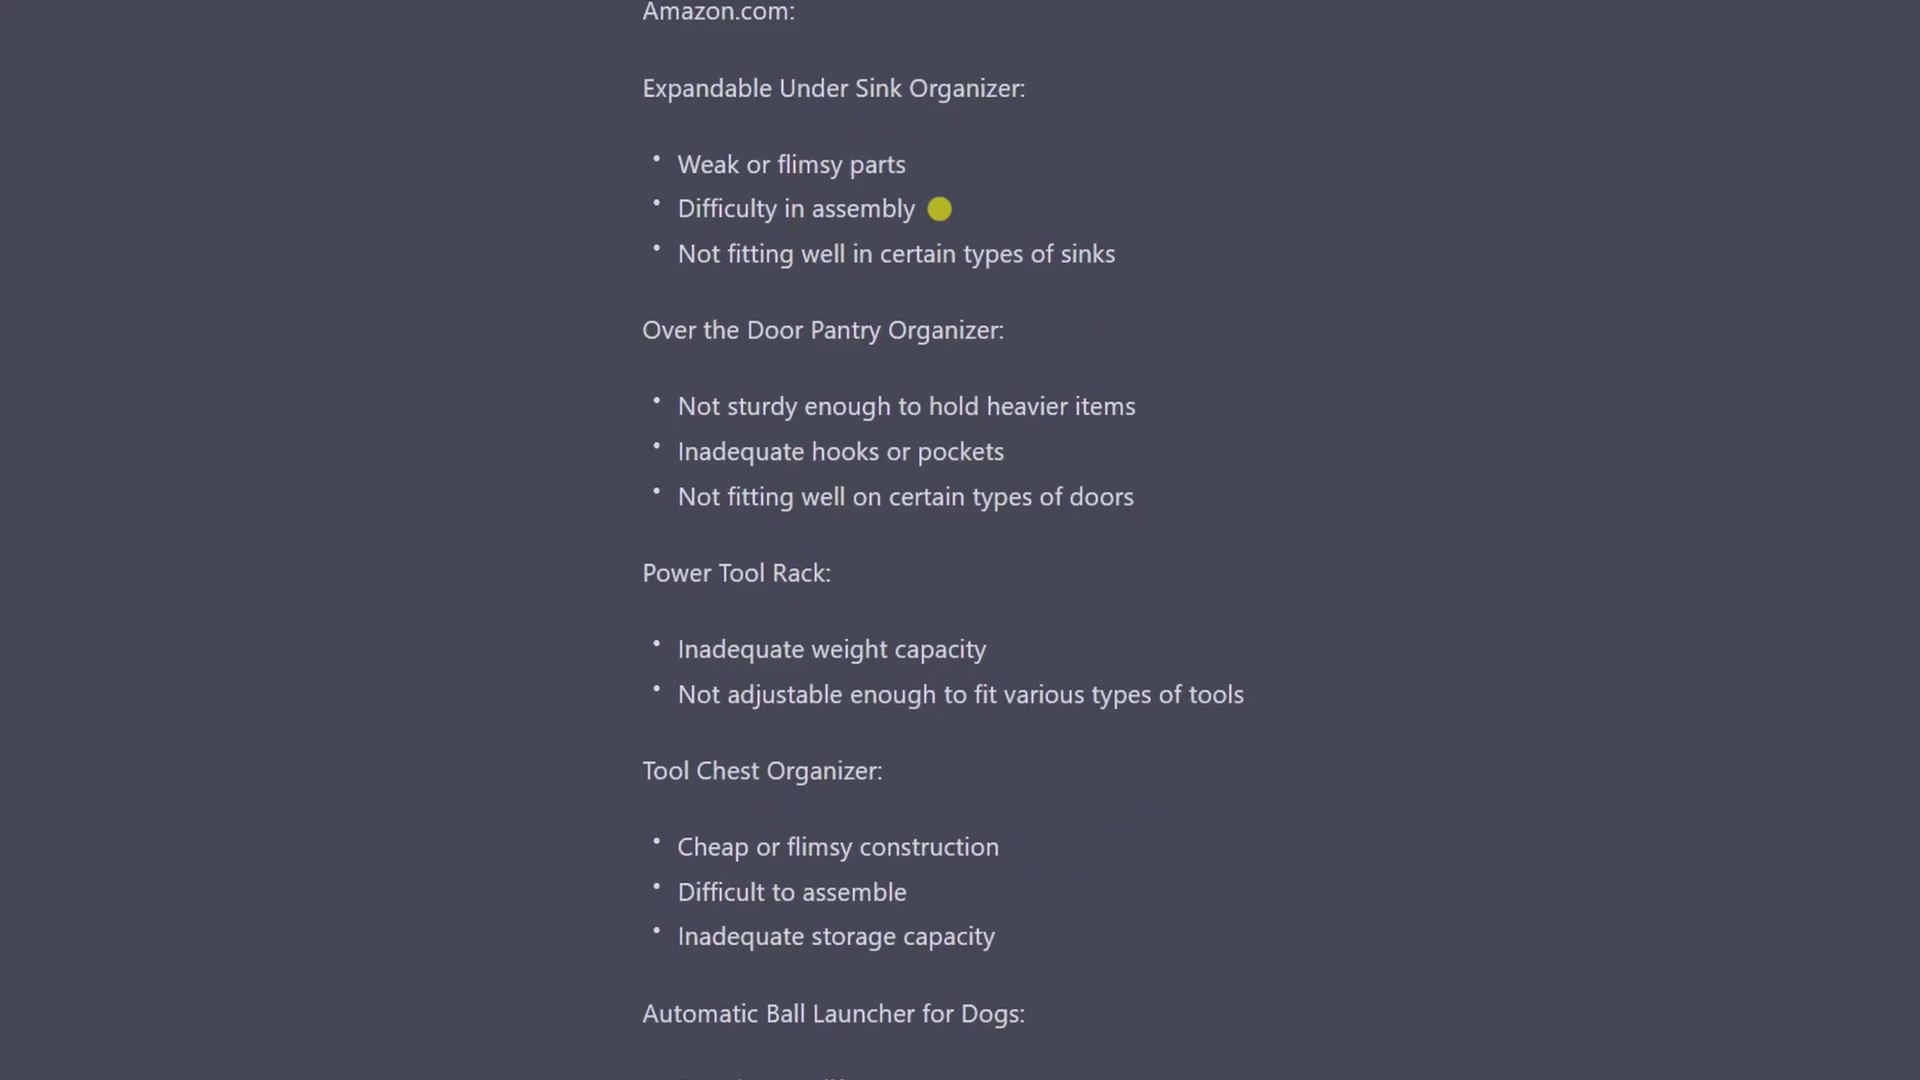 Amazon.com:
Expandable Under Sink Organizer:
• Weak or flimsy parts
• Difficulty in assembly
• Not fitting well in certain types of sinks
Over the Door Pantry Organizer:
• Not sturdy enough to hold heavier items
• Inadequate hooks or pockets
• Not fitting well on certain types of doors
Power Tool Rack:
• Inadequate weight capacity
• Not adjustable enough to fit various types of tools
Tool Chest Organizer:
• Cheap or flimsy construction
• Difficult to assemble
• Inadequate storage capacity
Automatic Ball Launcher for Dogs: